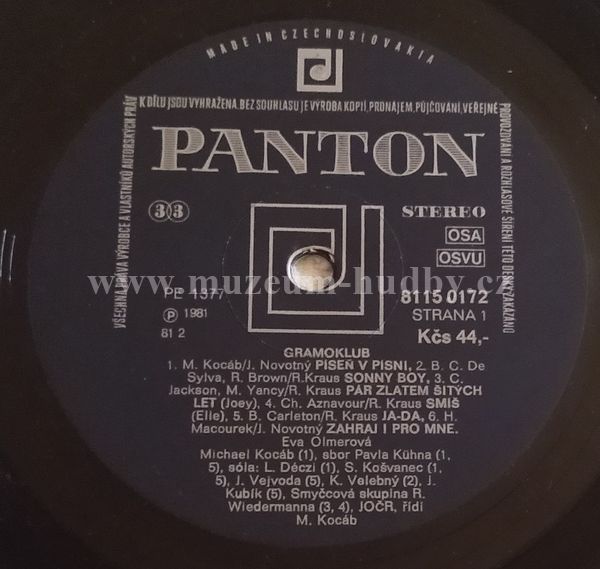 MADE IN CZECHOSLOVAKIA
VŠECHNA PRÁVA VÝROBCE A VLASTNÍKŮ AUTORSKÝCH PRÁV K DÍLU JSOU VYHRAŽENA. BEZ SOUHLASU JE VÝROBA KOPIÍ, PRONÁJEM, PŮJČOVÁNÍ, VEŘEJNÉ PROVOZOVÁNÍ A ROZHLASOVÉ ŠÍŘENÍ TÉTO DESKY ZAKÁZÁNO
PANTON
33 STEREO
OSA
OSVU
www.muzeum-hudby.cz
PE 1377 8115 0172
Ⓟ 1981 STRANA 1
81 2 Kčs 44,-
GRAMOKLUB
1. M. Kocáb/J. Novotný PÍSEŇ V PÍSNI, 2. B. C. De
Sylva, R. Brown/R. Kraus SONNY BOY, 3. C.
Jackson, M. Yancy/R. Kraus PÁR ZLATEM ŠITÝCH
LET (Joey), 4. Ch. Aznavour/R. Kraus SMÍŠ
(Elle), 5. B. Carleton/R. Kraus JA-DA, 6. H.
Macourek/J. Novotný ZAHRAJ I PRO MNE.
Eva Olmerová
Michael Kocáb (1), sbor Pavla Kühna (1,
5), sóla: L. Déczi (1), S. Košvanec (1,
5), J. Vejvoda (5), K. Velebný (2), J.
Kubík (5), Smyčcová skupina R.
Wiedermanna (3, 4), JOČR, řídí
M. Kocáb